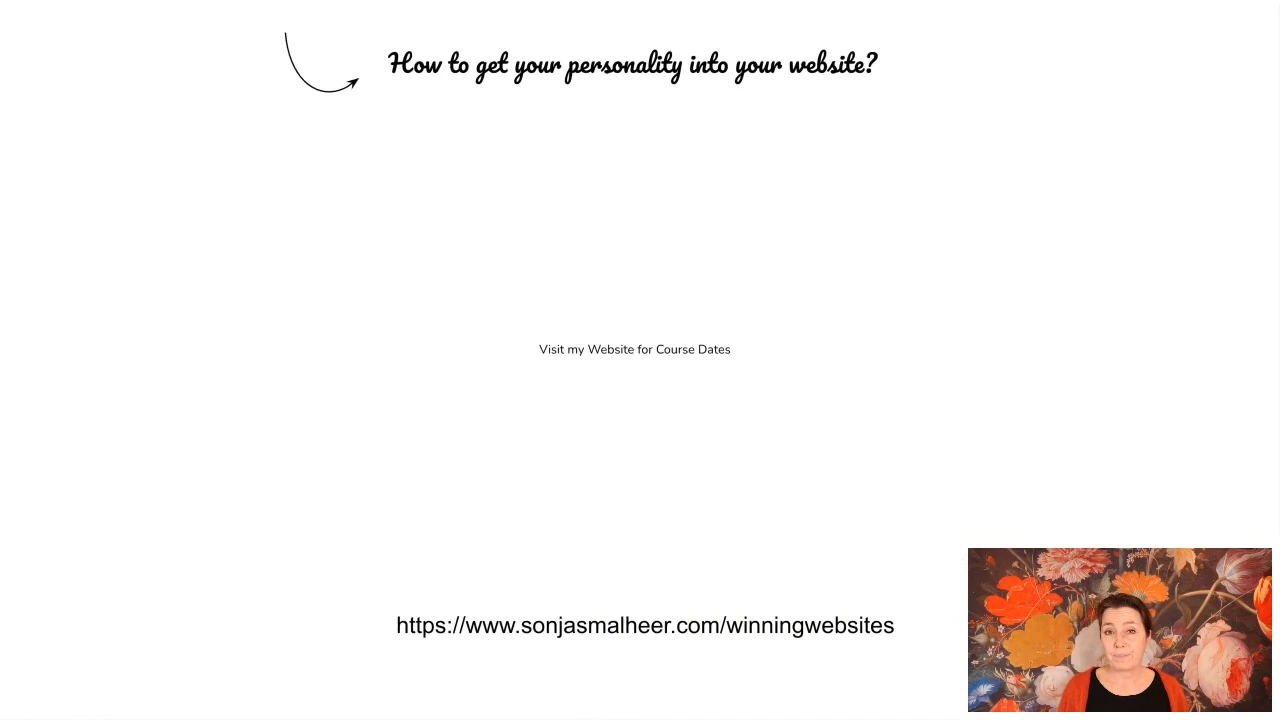 How to get your personality into your website?
Visit my Website for Course Dates
https://www.sonjasmalheer.com/winningwebsites